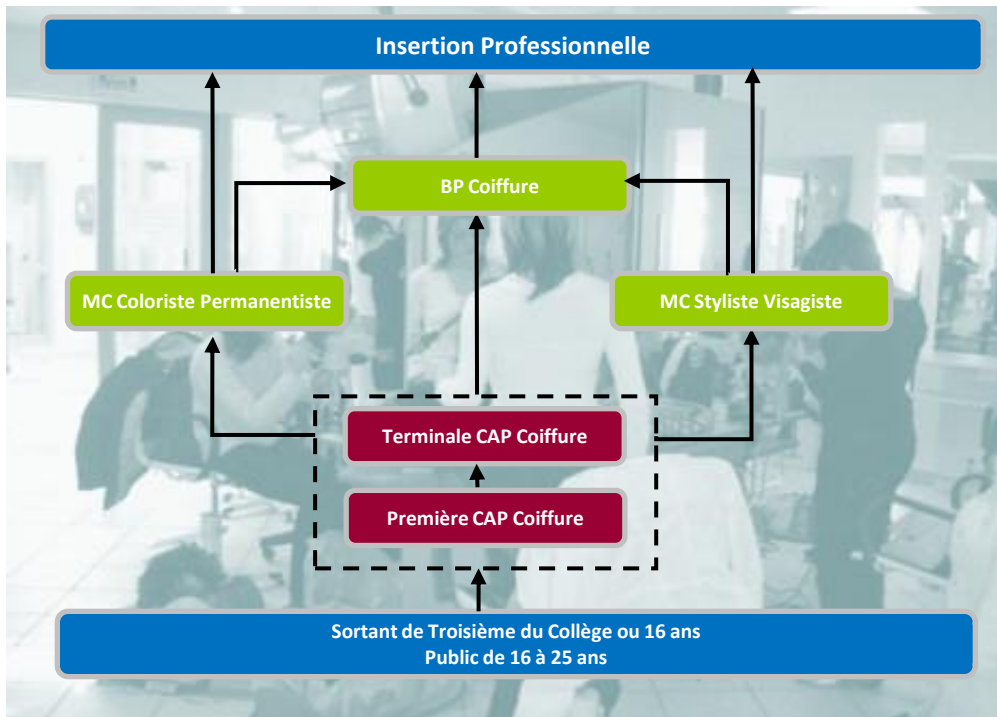 Insertion Professionnelle
BP Coiffure
MC Coloriste Permanentiste
MC Styliste Visagiste
Terminale CAP Coiffure
Première CAP Coiffure
Sortant de Troisième du Collège ou 16 ans
Public de 16 à 25 ans